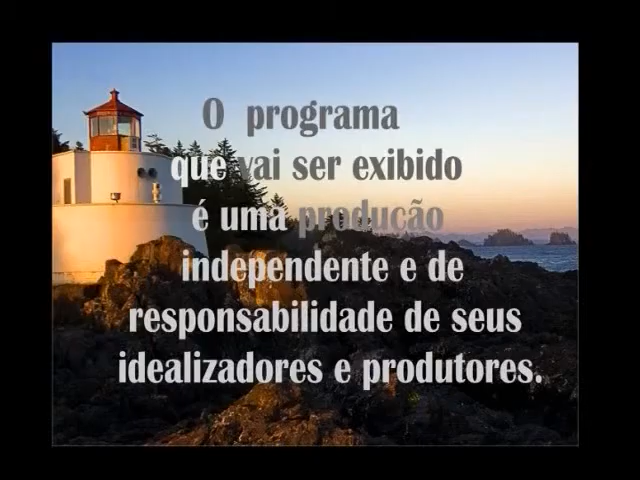 O programa
que vai ser exibido
é uma produção
independente e de
responsabilidade de seus
idealizadores e produtores.